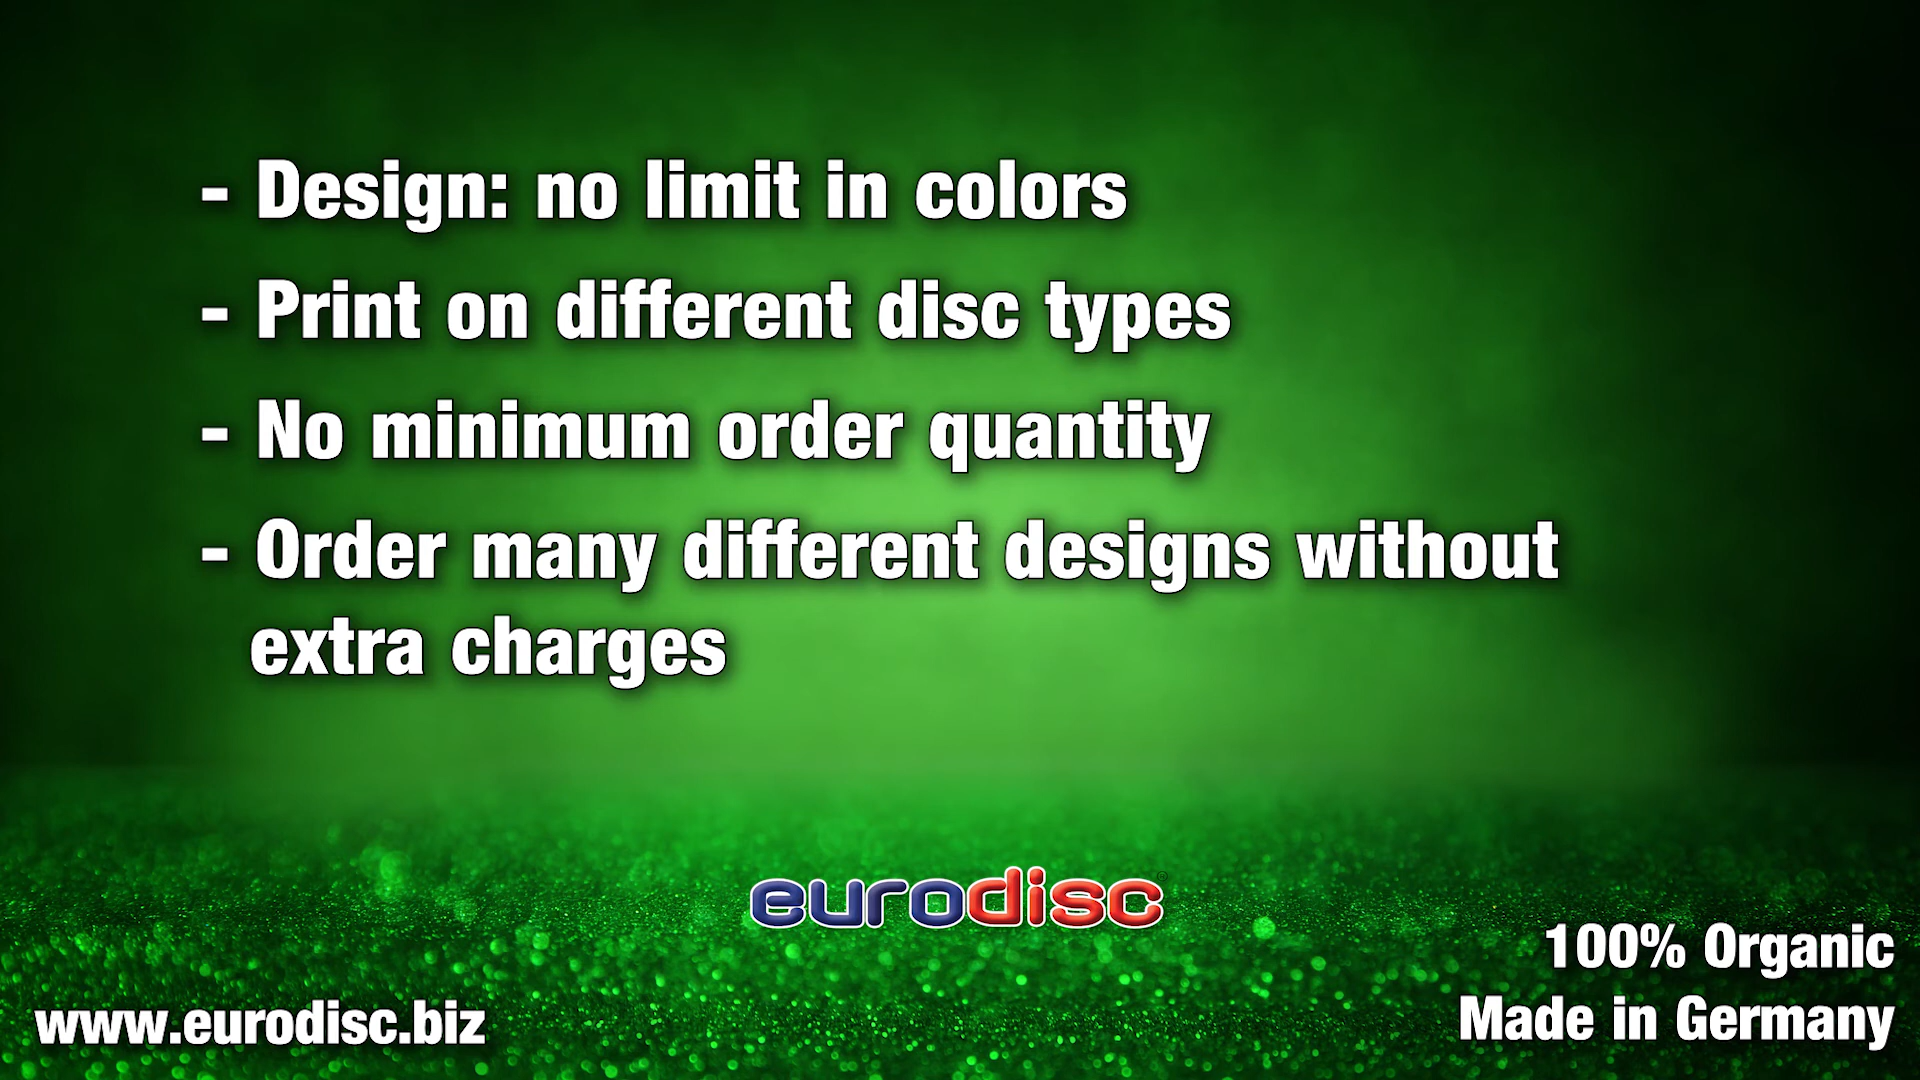 - Design: no limit in colors
- Print on different disc types
- No minimum order quantity
- Order many different designs without
extra charges
eurodisc
100% Organic
www.eurodisc.biz
Made in Germany